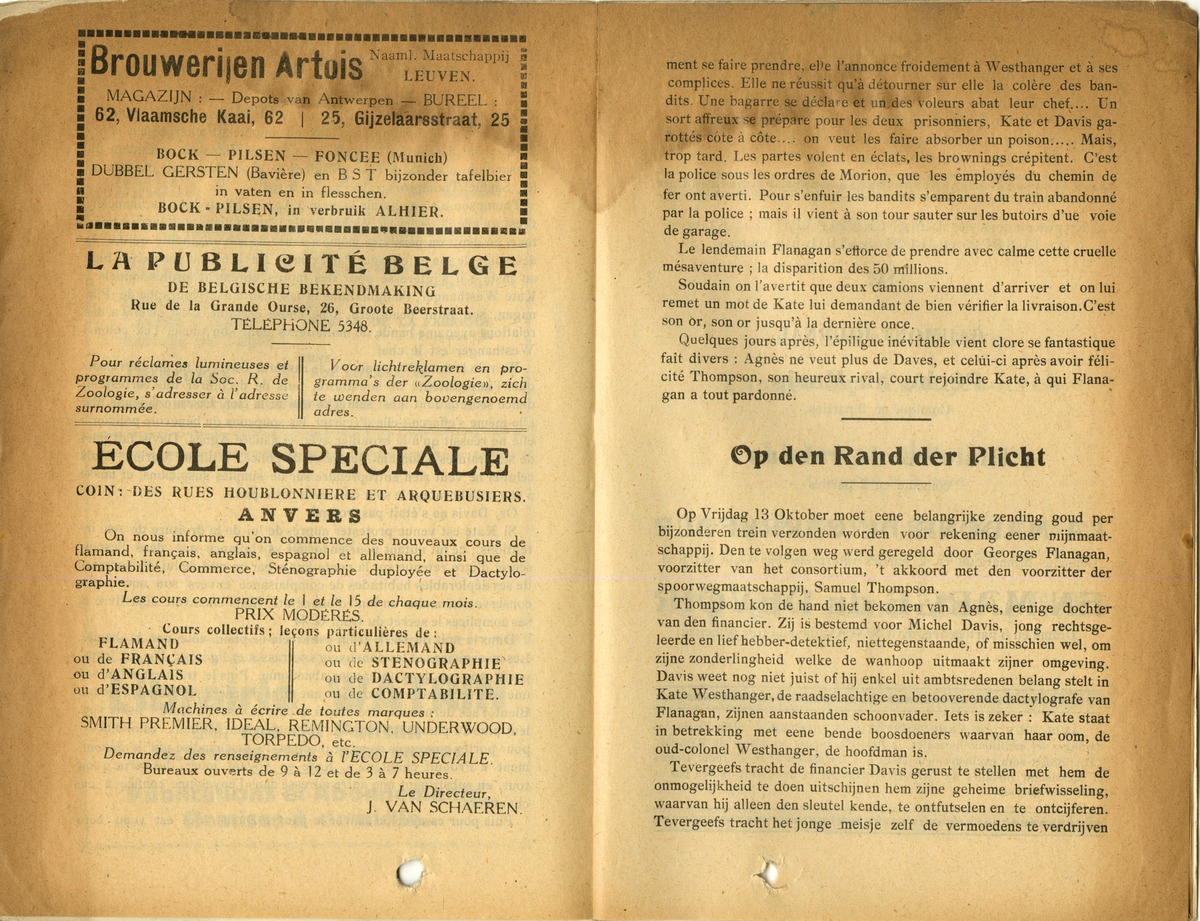 Brouwerijen Artois Naaml. Maatschappij
LEUVEN.
MAGAZIJN : — Depots van Antwerpen — BUREEL :
62, Vlaamsche Kaai, 62 | 25, Gijzelaarsstraat, 25
BOCK — PILSEN — FONCEE (Munich)
DUBBEL GERSTEN (Bavière) en B S T bijzonder tafelbier
in vaten en in flesschen.
BOCK - PILSEN, in verbruik ALHIER.
LA PUBLICITÉ BELGE
DE BELGISCHE BEKENDMAKING
Rue de la Grande Ourse, 26, Groote Beerstraat.
TÉLÉPHONE 5348.
Pour réclames lumineuses et
programmes de la Soc. R. de
Zoologie, s'adresser à l'adresse
surnommée.
Voor lichtreklamen en pro-
gramma's der «Zoologie», zich
te wenden aan bovengenoemd
adres.
ÉCOLE SPECIALE
COIN: DES RUES HOUBLONNIERE ET ARQUEBUSIERS.
ANVERS
On nous informe qu'on commence des nouveaux cours de
flamand, français, anglais, espagnol et allemand, ainsi que de
Comptabilité, Commerce, Sténographie duployée et Dactylo-
graphie.
Les cours commencent le 1 et le 15 de chaque mois.
PRIX MODÉRÉS.
Cours collectifs ; leçons particulières de :
FLAMAND
ou de FRANÇAIS
ou d'ANGLAIS
ou d'ESPAGNOL
ou d'ALLEMAND
ou de STENOGRAPHIE
ou de DACTYLOGRAPHIE
ou de COMPTABILITE.
Machines à écrire de toutes marques :
SMITH PREMIER, IDEAL, REMINGTON, UNDERWOOD,
TORPEDO, etc.
Demandez des renseignements à l'ECOLE SPECIALE.
Bureaux ouverts de 9 à 12 et de 3 à 7 heures.
Le Directeur,
J. VAN SCHAEREN.
ment se faire prendre, elle l'annonce froidement à Westhanger et à ses
complices. Elle ne réussit qu'à détourner sur elle la colère des ban-
dits. Une bagarre se déclare et un des voleurs abat leur chef.... Un
sort affreux se prépare pour les deux prisonniers, Kate et Davis ga-
rottés côte à côte.... on veut les faire absorber un poison..... Mais,
trop tard. Les partes volent en éclats, les brownings crépitent. C'est
la police sous les ordres de Morion, que les employés du chemin de
fer ont averti. Pour s'enfuir les bandits s'emparent du train abandonné
par la police ; mais il vient à son tour sauter sur les butoirs d'ue voie
de garage.
Le lendemain Flanagan s'efforce de prendre avec calme cette cruelle
mésaventure ; la disparition des 50 millions.
Soudain on l'avertit que deux camions viennent d'arriver et on lui
remet un mot de Kate lui demandant de bien vérifier la livraison.C'est
son or, son or jusqu'à la dernière once.
Quelques jours après, l'épiligue inévitable vient clore se fantastique
fait divers : Agnès ne veut plus de Daves, et celui-ci après avoir féli-
cité Thompson, son heureux rival, court rejoindre Kate, à qui Flana-
gan a tout pardonné.
Op den Rand der Plicht
Op Vrijdag 13 Oktober moet eene belangrijke zending goud per
bijzonderen trein verzonden worden voor rekening eener mijnmaat-
schappij. Den te volgen weg werd geregeld door Georges Flanagan,
voorzitter van het consortium, 't akkoord met den voorzitter der
spoorwegmaatschappij, Samuel Thompson.
Thompsom kon de hand niet bekomen van Agnès, eenige dochter
van den financier. Zij is bestemd voor Michel Davis, jong rechtsge-
leerde en lief hebber-detektief, niettegenstaande, of misschien wel, om
zijne zonderlingheid welke de wanhoop uitmaakt zijner omgeving.
Davis weet nog niet juist of hij enkel uit ambtsredenen belang stelt in
Kate Westhanger, de raadselachtige en betooverende dactylografe van
Flanagan, zijnen aanstaanden schoonvader. Iets is zeker : Kate staat
in betrekking met eene bende boosdoeners waarvan haar oom, de
oud-colonel Westhanger, de hoofdman is.
Tevergeefs tracht de financier Davis gerust te stellen met hem de
onmogelijkheid te doen uitschijnen hem zijne geheime briefwisseling,
waarvan hij alleen den sleutel kende, te ontfutselen en te ontcijferen.
Tevergeefs tracht het jonge meisje zelf de vermoedens te verdrijven